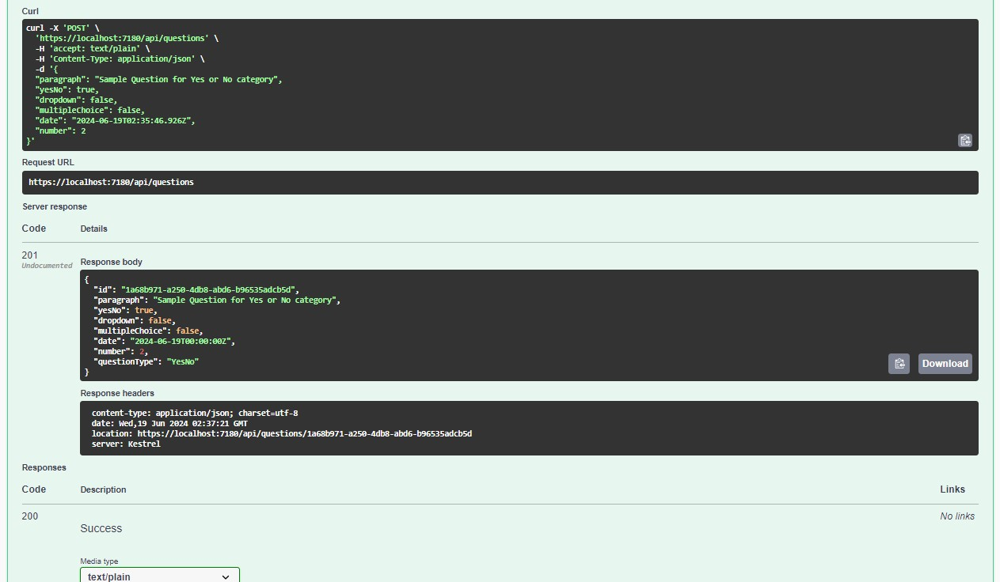 Curl
curl -X 'POST' \
  'https://localhost:7180/api/questions' \
  -H 'accept: text/plain' \
  -H 'Content-Type: application/json' \
  -d '{
  "paragraph": "Sample Question for Yes or No category",
  "yesNo": true,
  "dropdown": false,
  "multipleChoice": false,
  "date": "2024-06-19T02:35:46.926Z",
  "number": 2
}'
Request URL
https://localhost:7180/api/questions
Server response
Code Details
201
Undocumented
Response body
{
  "id": "1a68b971-a250-4db8-abd6-b96535adcb5d",
  "paragraph": "Sample Question for Yes or No category",
  "yesNo": true,
  "dropdown": false,
  "multipleChoice": false,
  "date": "2024-06-19T00:00:00Z",
  "number": 2,
  "questionType": "YesNo"
}
Download
Response headers
content-type: application/json; charset=utf-8
date: Wed,19 Jun 2024 02:37:21 GMT
location: https://localhost:7180/api/questions/1a68b971-a250-4db8-abd6-b96535adcb5d
server: Kestrel
Responses
Code Description Links
200 No links
Success
Media type
text/plain